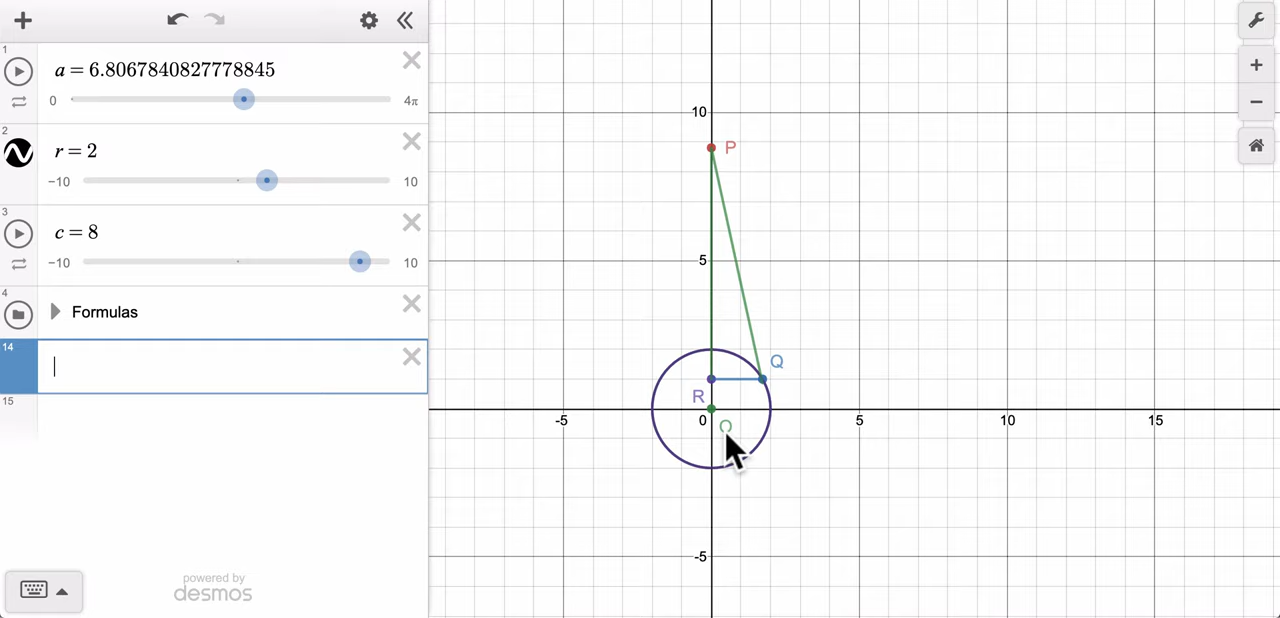 1
a = 6.8067840827778845
0
4π
2
r = 2
−10
10
3
c = 8
−10
10
4
Formulas
14
15
powered by
desmos
10
P
5
Q
R
-5
0
5
10
15
O
-5